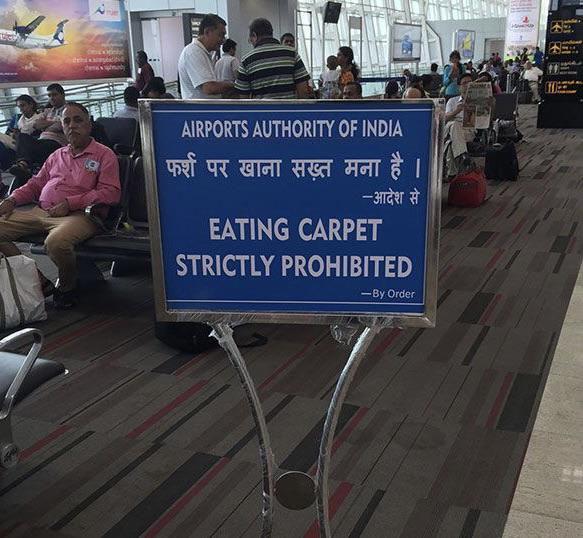 AIRPORTS AUTHORITY OF INDIA
फर्श पर खाना सख़्त मना है ।
—आदेश से
EATING CARPET
STRICTLY PROHIBITED
—By Order